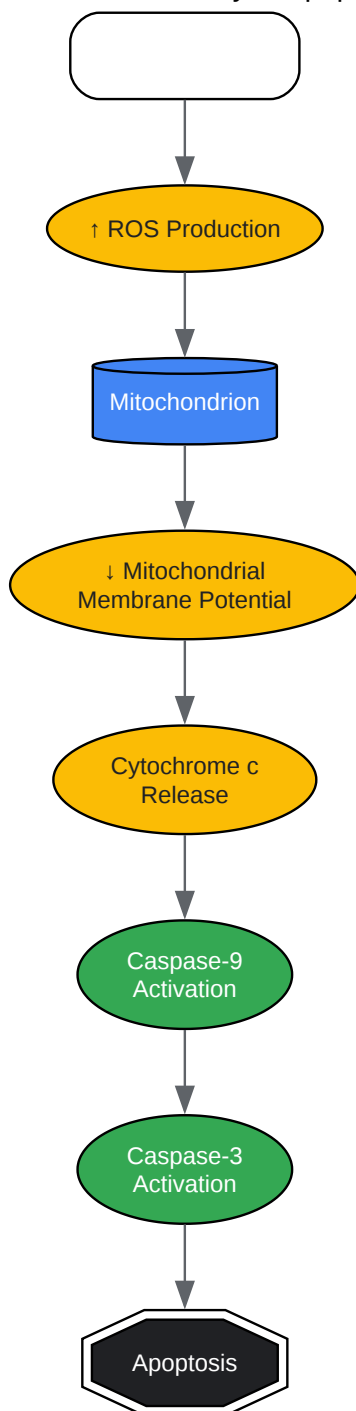 ↑ ROS Production
Mitochondrion
↓ Mitochondrial
Membrane Potential
Cytochrome c
Release
Caspase-9
Activation
Caspase-3
Activation
Apoptosis